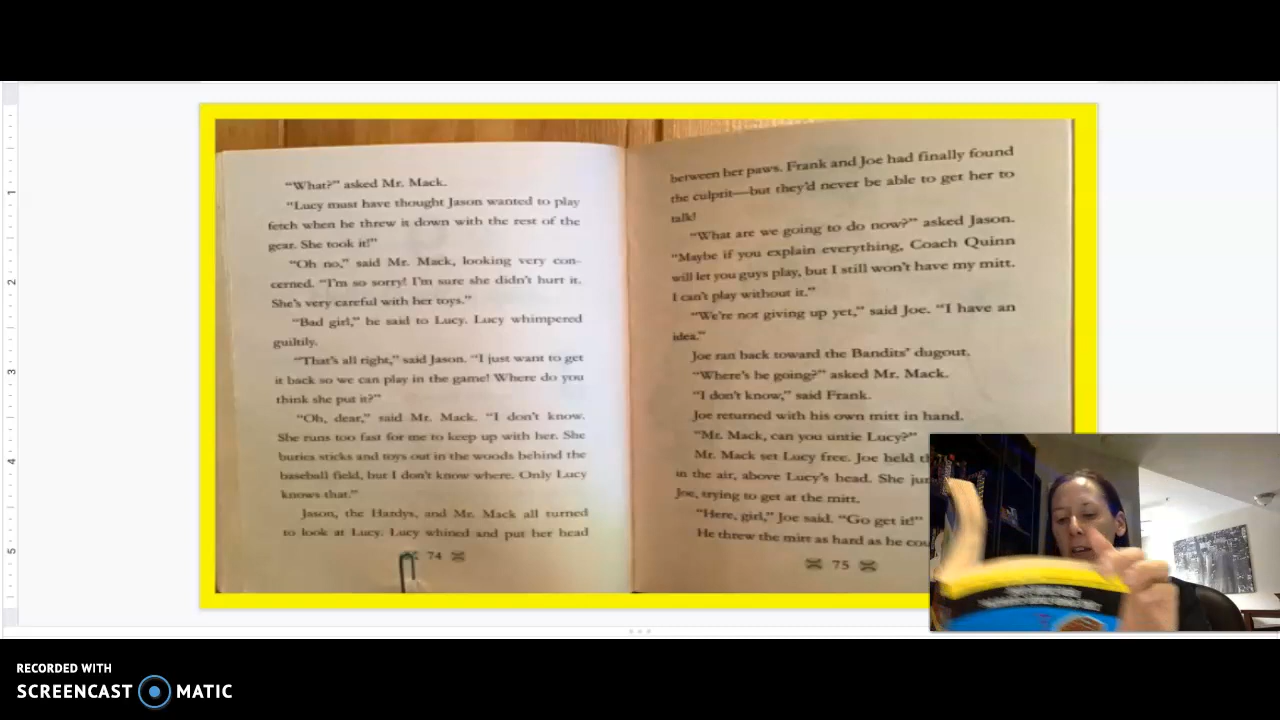 "What?" asked Mr. Mack.
"Lucy must have thought Jason wanted to play
fetch when he threw it down with the rest of the
gear. She took it!"
"Oh no," said Mr. Mack, looking very con-
cerned. "I'm so sorry! I'm sure she didn't hurt it.
She's very careful with her toys."
"Bad girl," he said to Lucy. Lucy whimpered
guiltily.
"That's all right," said Jason. "I just want to get
it back so we can play in the game! Where do you
think she put it?"
"Oh, dear," said Mr. Mack. "I don't know.
She runs too fast for me to keep up with her. She
buries sticks and toys out in the woods behind the
baseball field, but I don't know where. Only Lucy
knows that."
Jason, the Hardys, and Mr. Mack all turned
to look at Lucy. Lucy whined and put her head
74
between her paws. Frank and Joe had finally found
the culprit—but they'd never be able to get her to
talk!
"What are we going to do now?" asked Jason.
"Maybe if you explain everything, Coach Quinn
will let you guys play, but I still won't have my mitt.
I can't play without it."
"We're not giving up yet," said Joe. "I have an
idea."
Joe ran back toward the Bandits' dugout.
"Where's he going?" asked Mr. Mack.
"I don't know," said Frank.
Joe returned with his own mitt in hand.
"Mr. Mack, can you untie Lucy?"
Mr. Mack set Lucy free. Joe held
in the air, above Lucy's head. She
Joe, trying to get at the mitt.
"Here, girl," Joe said. "Go get it!"
He threw the mitt as hard as he
75
1
2
3
4
5
RECORDED WITH
SCREENCAST MATIC